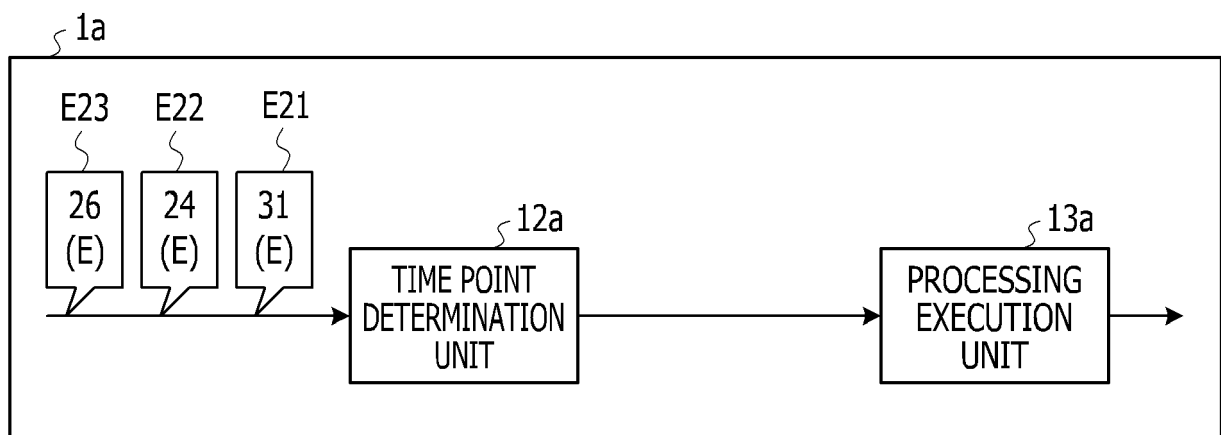 1a
E23 E22 E21
26 24 31
(E) (E) (E)
12a
13a
TIME POINT
DETERMINATION
UNIT
PROCESSING
EXECUTION
UNIT